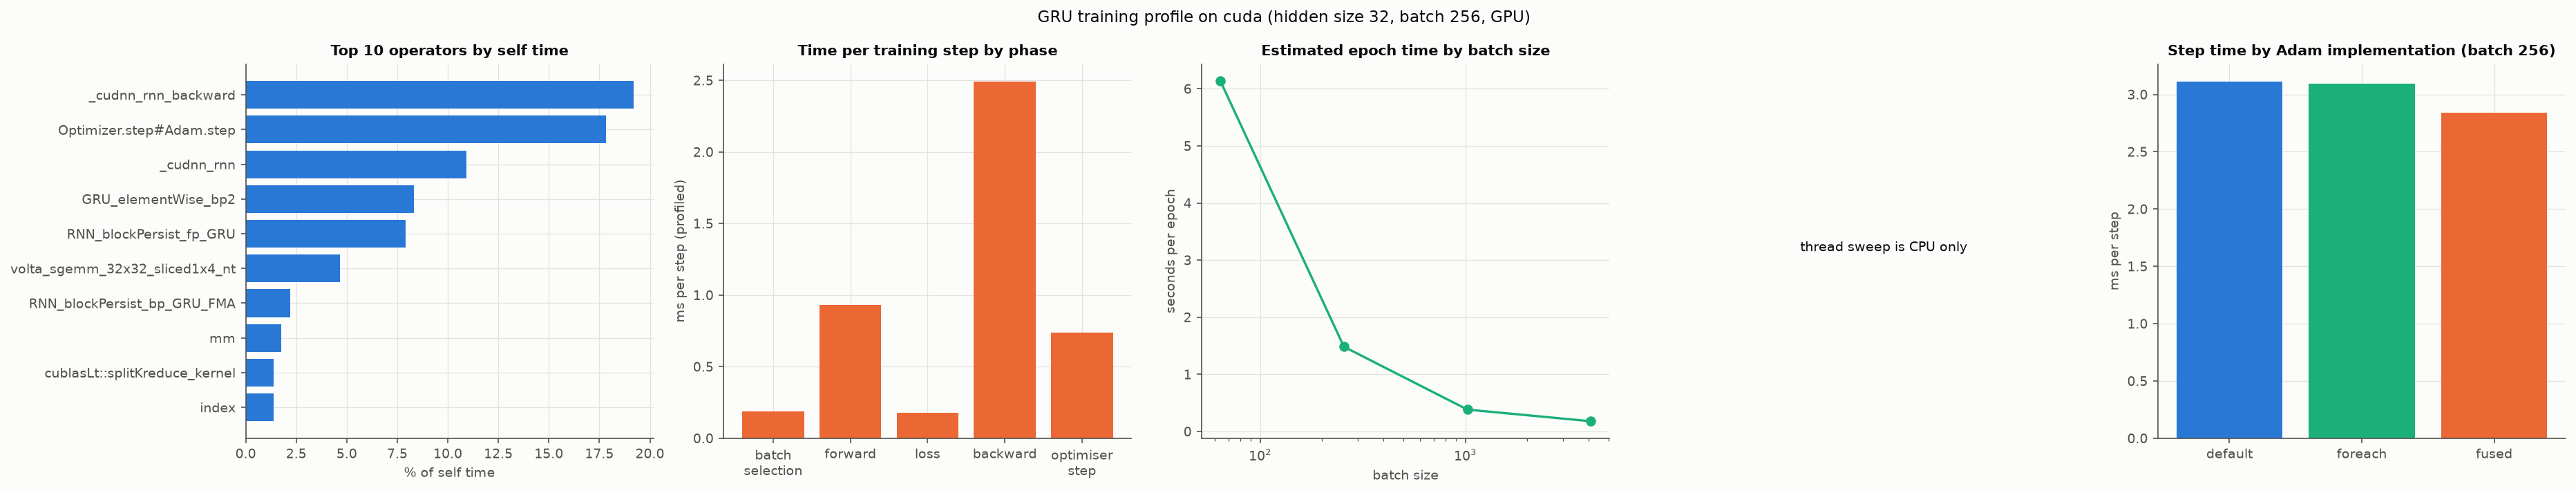 GRU training profile on cuda (hidden size 32, batch 256, GPU)
Top 10 operators by self time
_cudnn_rnn_backward
Optimizer.step#Adam.step
_cudnn_rnn
GRU_elementWise_bp2
RNN_blockPersist_fp_GRU
volta_sgemm_32x32_sliced1x4_nt
RNN_blockPersist_bp_GRU_FMA
mm
cublasLt::splitKreduce_kernel
index
0.0 2.5 5.0 7.5 10.0 12.5 15.0 17.5 20.0
% of self time
Time per training step by phase
ms per step (profiled)
2.5
2.0
1.5
1.0
0.5
0.0
batch
selection
forward
loss
backward
optimiser
step
Estimated epoch time by batch size
seconds per epoch
6
5
4
3
2
1
0
10² 10³
batch size
thread sweep is CPU only
Step time by Adam implementation (batch 256)
ms per step
3.0
2.5
2.0
1.5
1.0
0.5
0.0
default foreach fused